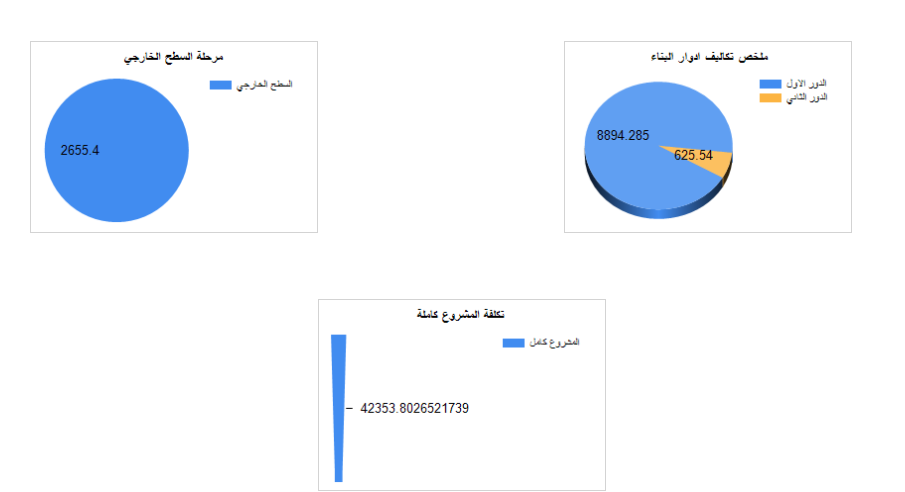 ملخص تكاليف ادوار البناء
الدور الاول
الدور الثاني
8894.285
625.54
مرحلة السطح الخارجي
السطح الخارجي
2655.4
تكلفة المشروع كاملة
المشروع كامل
42353.8026521739